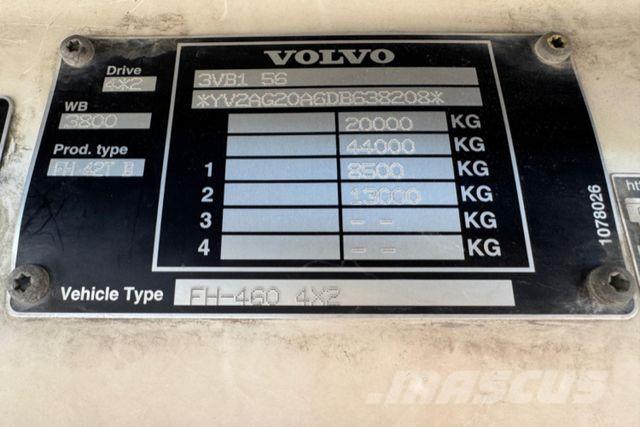 VOLVO
Drive
4X2
3VB1 56
*YV2AG20A6DB638208*
WB
3800
20000 KG
44000 KG
Prod. type
FH 42T B
1 8500 KG
2 13000 KG
3 -- KG
4 -- KG
1078026
Vehicle Type FH-460 4X2
ht
MASCUS